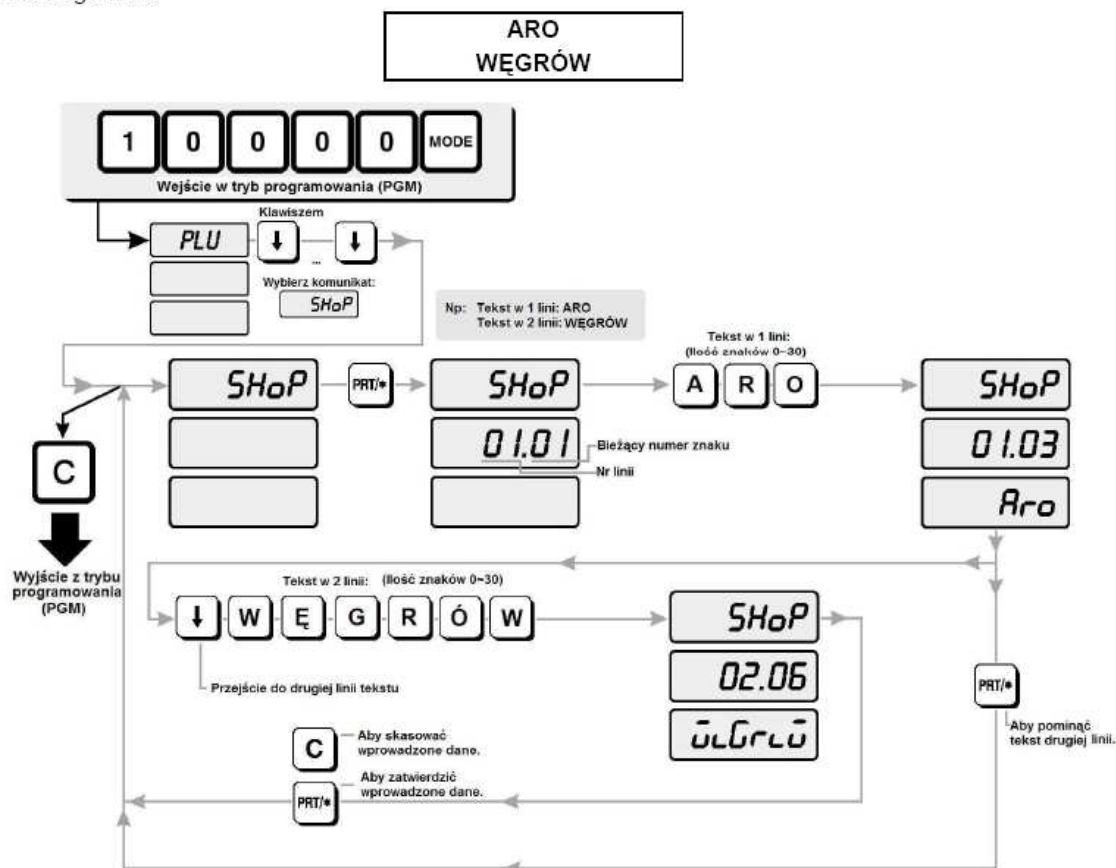 ARO
WĘGRÓW
1 0 0 0 0 MODE
Wejście w tryb programowania (PGM)
Klawiszem
PLU ↓ ... ↓
Wybierz komunikat:
SHoP
Np: Tekst w 1 lini: ARO
Tekst w 2 linii: WĘGRÓW
Tekst w 1 lini:
(Ilość znaków 0~30)
SHoP PRT/* SHoP A R O SHoP
01.01 01.03
Bieżący numer znaku
Nr linii
Aro
C
Wyjście z trybu
programowania
(PGM)
Tekst w 2 linii: (Ilość znaków 0~30)
↓ W Ę G R Ó W
SHoP
02.06
Przejście do drugiej linii tekstu
PRT/*
Aby pominąć
tekst drugiej linii.
C
Aby skasować
wprowadzone dane.
PRT/*
Aby zatwierdzić
wprowadzone dane.